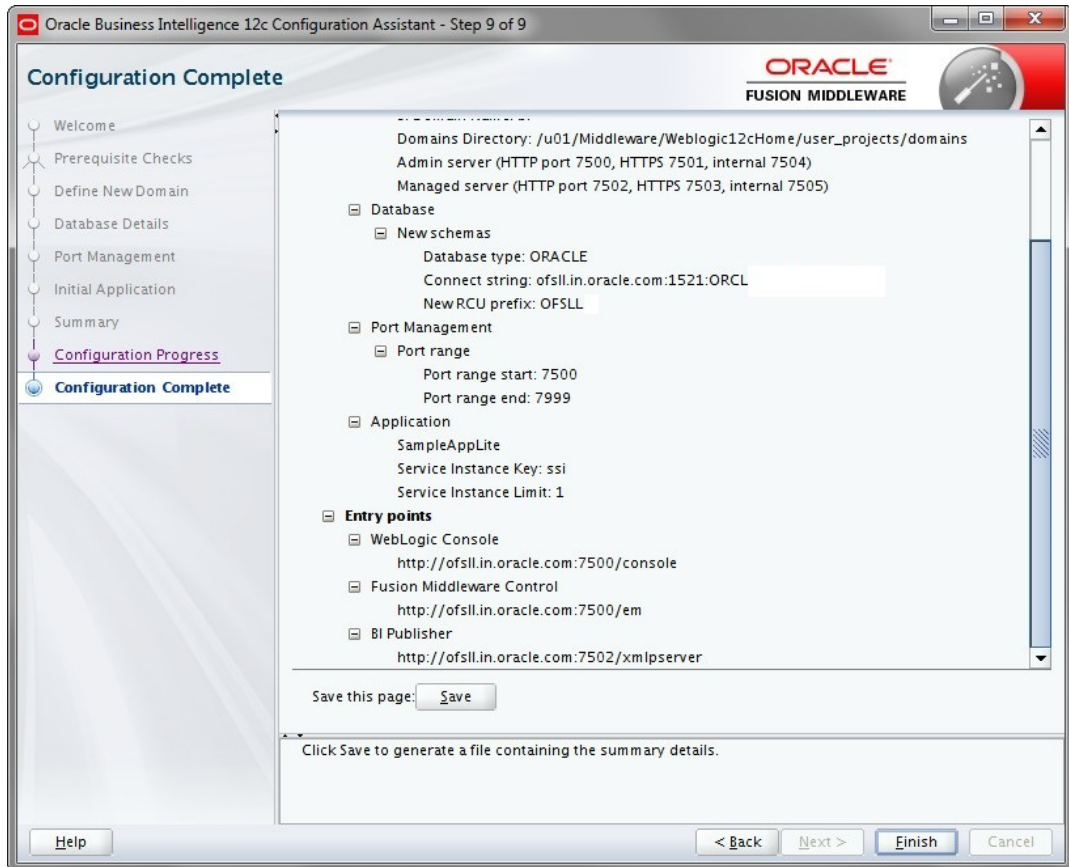 Oracle Business Intelligence 12c Configuration Assistant - Step 9 of 9
Configuration Complete
ORACLE
FUSION MIDDLEWARE
Welcome
Prerequisite Checks
Define New Domain
Database Details
Port Management
Initial Application
Summary
Configuration Progress
Configuration Complete
Domains Directory: /u01/Middleware/Weblogic12cHome/user_projects/domains
Admin server (HTTP port 7500, HTTPS 7501, internal 7504)
Managed server (HTTP port 7502, HTTPS 7503, internal 7505)
Database
New schemas
Database type: ORACLE
Connect string: ofsll.in.oracle.com:1521:ORCL
New RCU prefix: OFSLL
Port Management
Port range
Port range start: 7500
Port range end: 7999
Application
SampleAppLite
Service Instance Key: ssi
Service Instance Limit: 1
Entry points
WebLogic Console
http://ofsll.in.oracle.com:7500/console
Fusion Middleware Control
http://ofsll.in.oracle.com:7500/em
BI Publisher
http://ofsll.in.oracle.com:7502/xmlpserver
Save this page: Save
Click Save to generate a file containing the summary details.
Help
< Back Next > Finish Cancel